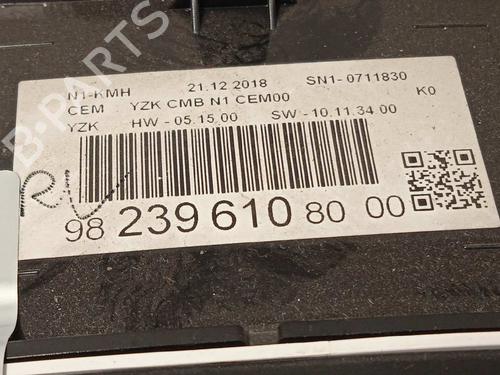 B-PARTS
N1-KMH 21.12 2018 SN1- 0711830
CEM YZK CMB N1 CEM00 K0
YZK HW - 05.15.00 SW - 10.11.34.00
98 239 610 80 00